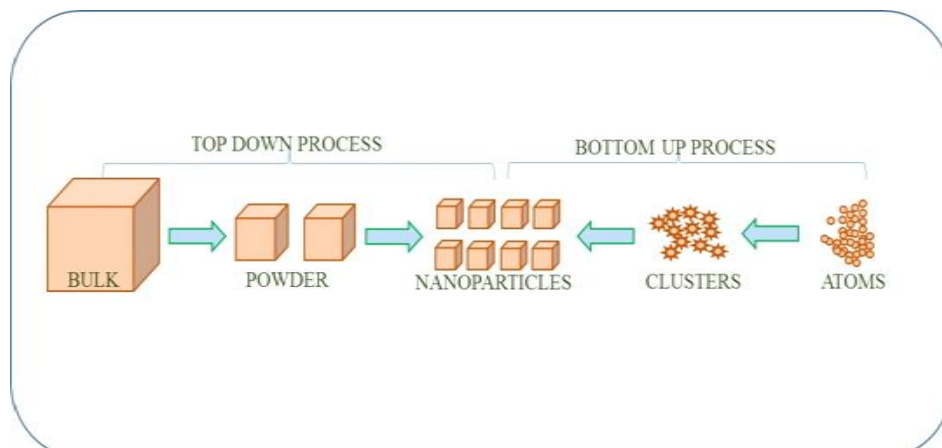 TOP DOWN PROCESS
BOTTOM UP PROCESS
BULK
POWDER
NANOPARTICLES
CLUSTERS
ATOMS